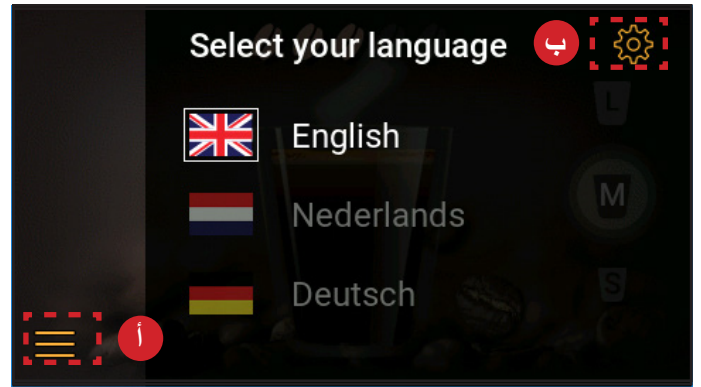 Select your language
ب
English
L
Nederlands
M
Deutsch
S
أ